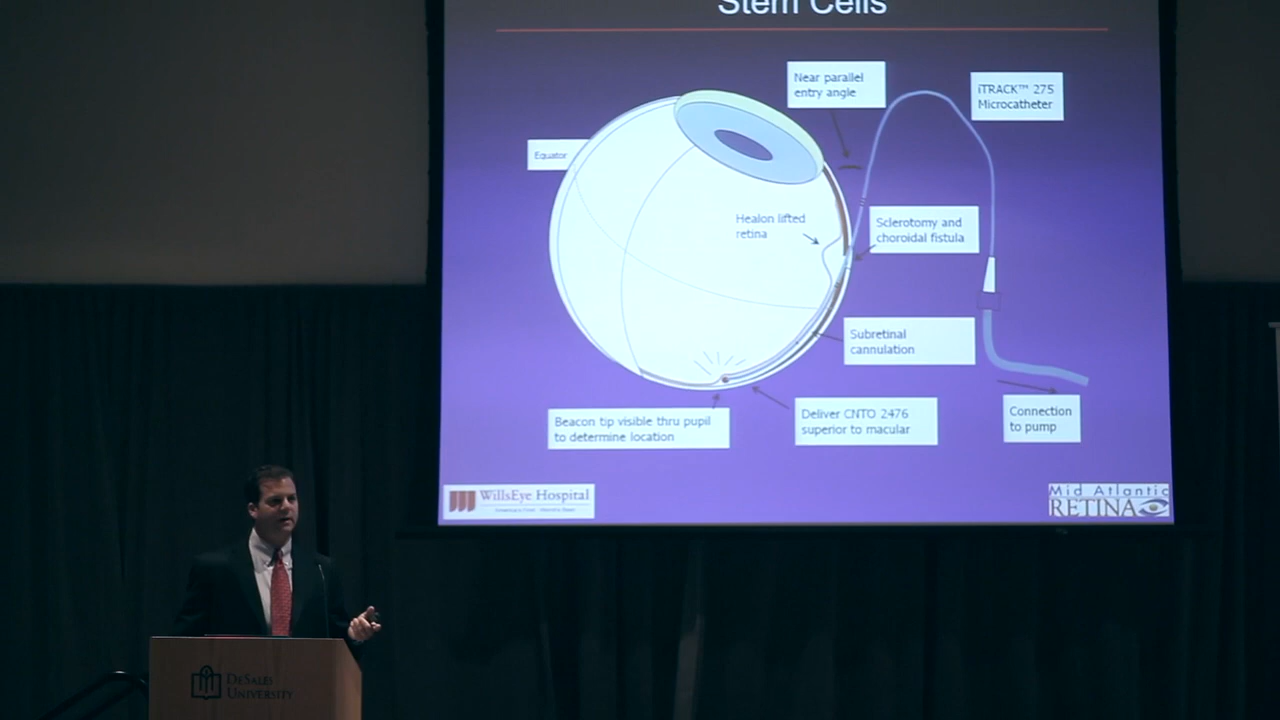 Stem Cells
Near parallel
entry angle
iTRACK™ 275
Microcatheter
Equator
Healon lifted
retina
Sclerotomy and
choroidal fistula
Subretinal
cannulation
Beacon tip visible thru pupil
to determine location
Deliver CNTO 2476
superior to macular
Connection
to pump
WillsEye Hospital
Mid Atlantic
RETINA
DESALES
UNIVERSITY